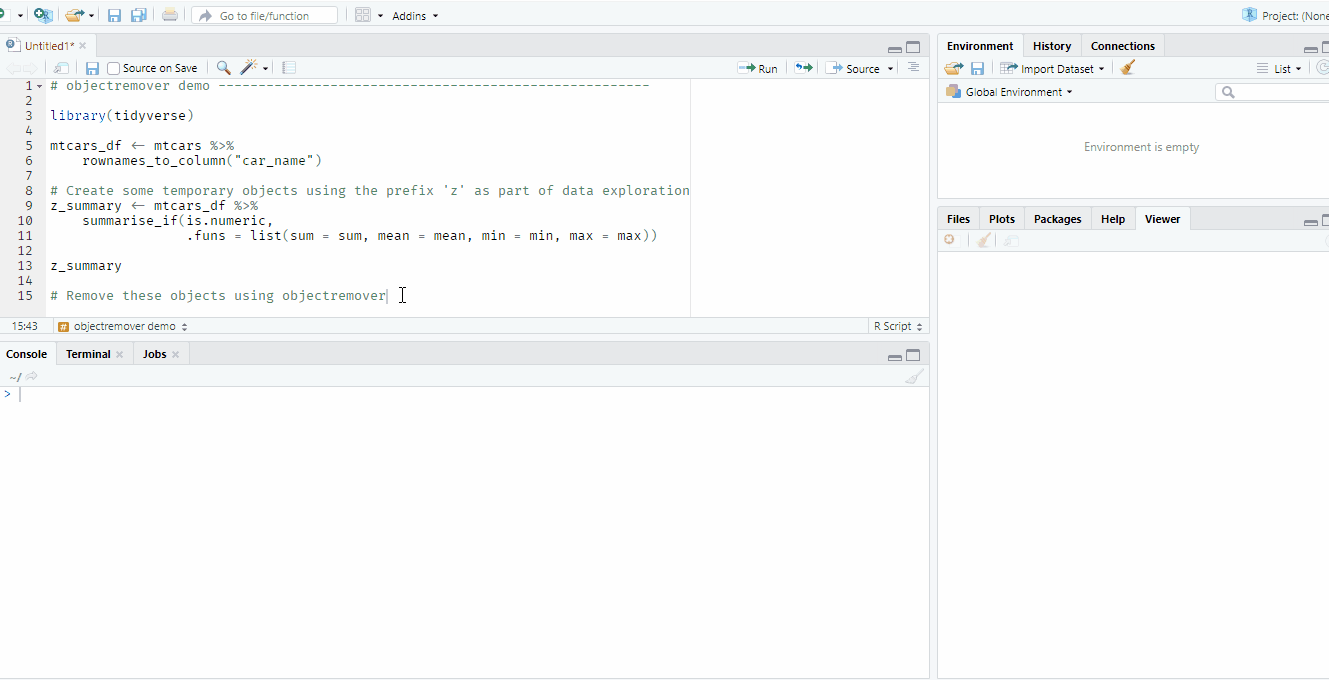 Go to file/function Addins Project: (None
Untitled1*
Source on Save Run Source
1 # objectremover demo ------------------------------------------------------
2
3 library(tidyverse)
4
5 mtcars_df <- mtcars %>%
6 rownames_to_column("car_name")
7
8 # Create some temporary objects using the prefix 'z' as part of data exploration
9 z_summary <- mtcars_df %>%
10 summarise_if(is.numeric,
11 .funs = list(sum = sum, mean = mean, min = min, max = max))
12
13 z_summary
14
15 # Remove these objects using objectremover
15:43 # objectremover demo R Script
Console Terminal Jobs
~/
>
Environment History Connections
Import Dataset List
Global Environment
Environment is empty
Files Plots Packages Help Viewer